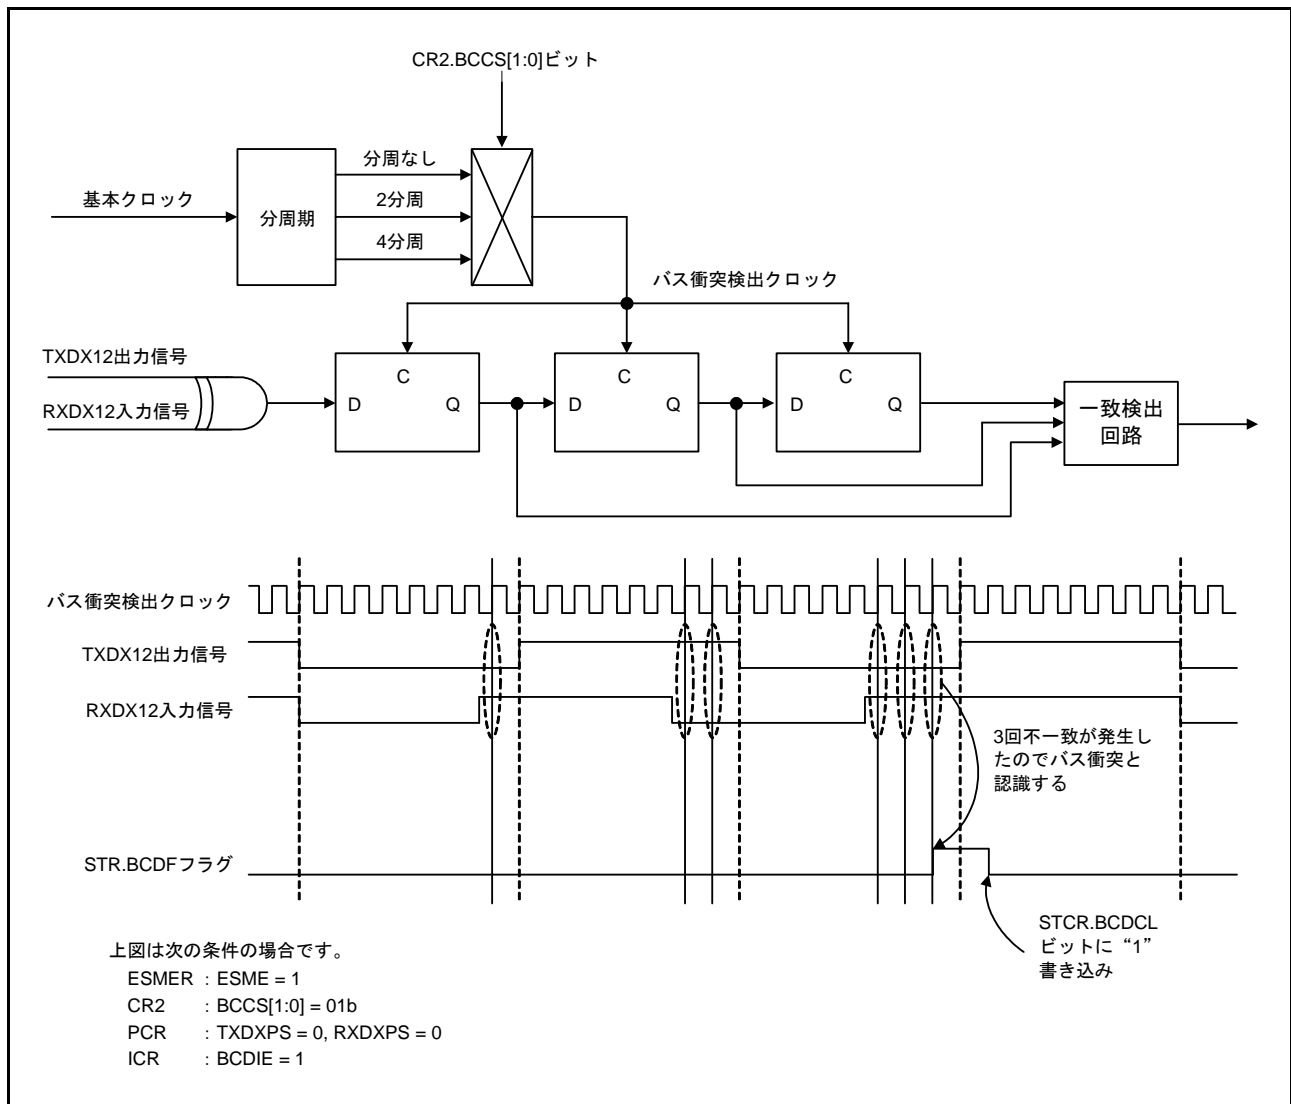 CR2.BCCS[1:0]ビット
基本クロック
分周期
分周なし
2分周
4分周
バス衝突検出クロック
TXDX12出力信号
RXDX12入力信号
C
D
Q
C
D
Q
C
D
Q
一致検出
回路
バス衝突検出クロック
TXDX12出力信号
RXDX12入力信号
3回不一致が発生し
たのでバス衝突と
認識する
STR.BCDFフラグ
STCR.BCDCL
ビットに“1”
書き込み
上図は次の条件の場合です。
ESMER : ESME = 1
CR2 : BCCS[1:0] = 01b
PCR : TXDXPS = 0, RXDXPS = 0
ICR : BCDIE = 1